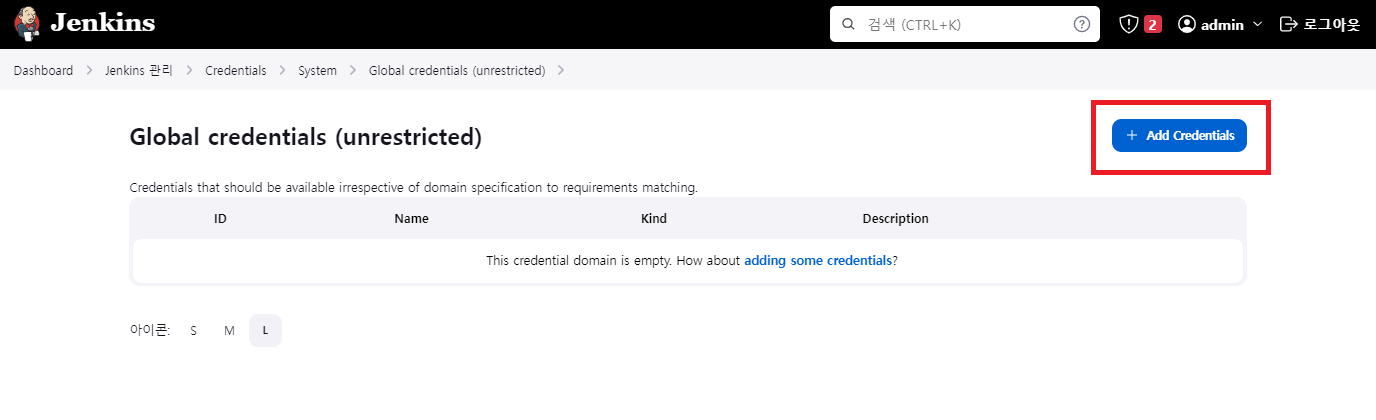 Jenkins 검색 (CTRL+K) 2 admin 로그아웃
Dashboard Jenkins 관리 Credentials System Global credentials (unrestricted)
Global credentials (unrestricted) + Add Credentials
Credentials that should be available irrespective of domain specification to requirements matching.
ID Name Kind Description
This credential domain is empty. How about adding some credentials?
아이콘: S M L